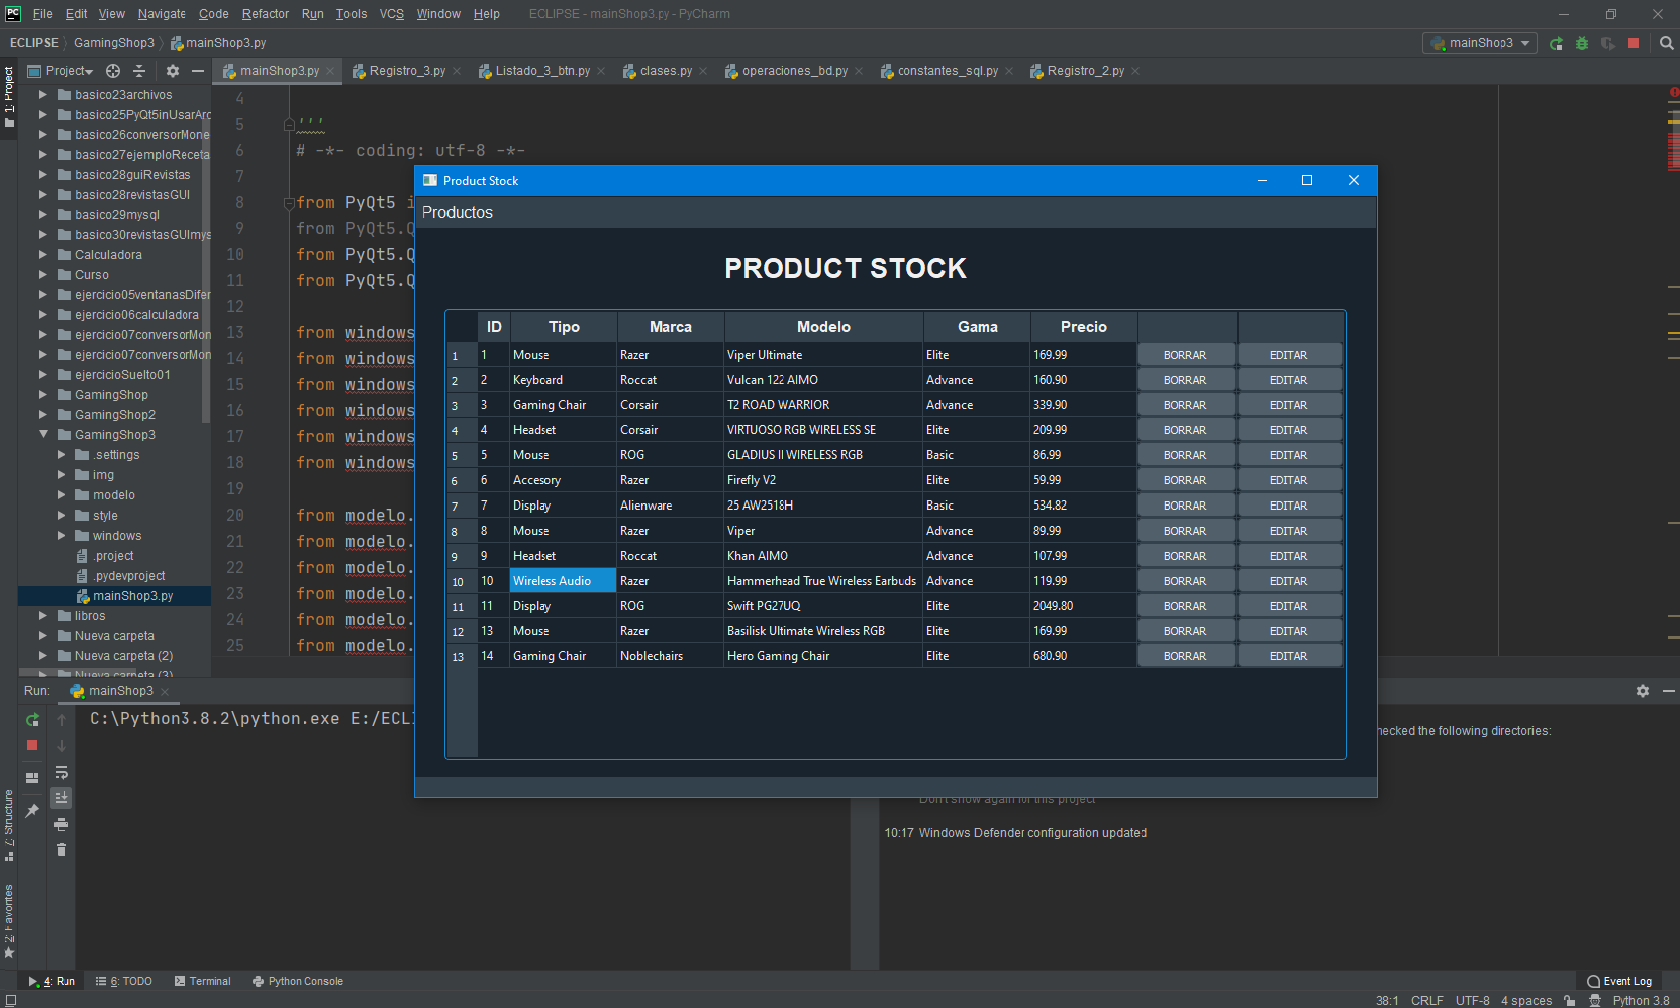 PC File Edit View Navigate Code Refactor Run Tools VCS Window Help ECLIPSE - mainShop3.py - PyCharm
ECLIPSE GamingShop3 mainShop3.py mainShop3
1: Project
Project mainShop3.py Registro_3.py Listado_3_btn.py clases.py operaciones_bd.py constantes_sql.py Registro_2.py
basico23archivos
basico25PyQt5inUsarArc
basico26conversorMone
basico27ejemploReceta
basico28guiRevistas
basico28revistasGUI
basico29mysql
basico30revistasGUImys
Calculadora
Curso
ejercicio05ventanasDifer
ejercicio06calculadora
ejercicio07conversorMon
ejercicio07conversorMon
ejercicioSuelto01
GamingShop
GamingShop2
GamingShop3
.settings
img
modelo
style
windows
.project
.pydevproject
mainShop3.py
libros
Nueva carpeta
Nueva carpeta (2)
Nueva carpeta (3)
4
5 '''
6 # -*- coding: utf-8 -*-
7
8 from PyQt5 i
9 from PyQt5.Q
10 from PyQt5.Q
11 from PyQt5.Q
12
13 from windows
14 from windows
15 from windows
16 from windows
17 from windows
18 from windows
19
20 from modelo.
21 from modelo.
22 from modelo.
23 from modelo.
24 from modelo.
25 from modelo.
Product Stock
Productos
PRODUCT STOCK
ID Tipo Marca Modelo Gama Precio
1 1 Mouse Razer Viper Ultimate Elite 169.99 BORRAR EDITAR
2 2 Keyboard Roccat Vulcan 122 AIMO Advance 160.90 BORRAR EDITAR
3 3 Gaming Chair Corsair T2 ROAD WARRIOR Advance 339.90 BORRAR EDITAR
4 4 Headset Corsair VIRTUOSO RGB WIRELESS SE Elite 209.99 BORRAR EDITAR
5 5 Mouse ROG GLADIUS II WIRELESS RGB Basic 86.99 BORRAR EDITAR
6 6 Accesory Razer Firefly V2 Elite 59.99 BORRAR EDITAR
7 7 Display Alienware 25 AW2518H Basic 534.82 BORRAR EDITAR
8 8 Mouse Razer Viper Advance 89.99 BORRAR EDITAR
9 9 Headset Roccat Khan AIMO Advance 107.99 BORRAR EDITAR
10 10 Wireless Audio Razer Hammerhead True Wireless Earbuds Advance 119.99 BORRAR EDITAR
11 11 Display ROG Swift PG27UQ Elite 2049.80 BORRAR EDITAR
12 13 Mouse Razer Basilisk Ultimate Wireless RGB Elite 169.99 BORRAR EDITAR
13 14 Gaming Chair Noblechairs Hero Gaming Chair Elite 680.90 BORRAR EDITAR
Run: mainShop3
C:\Python3.8.2\python.exe E:/ECLI
hecked the following directories:
Don't show again for this project
10:17 Windows Defender configuration updated
7: Structure
2: Favorites
4: Run 6: TODO Terminal Python Console Event Log
38:1 CRLF UTF-8 4 spaces Python 3.8